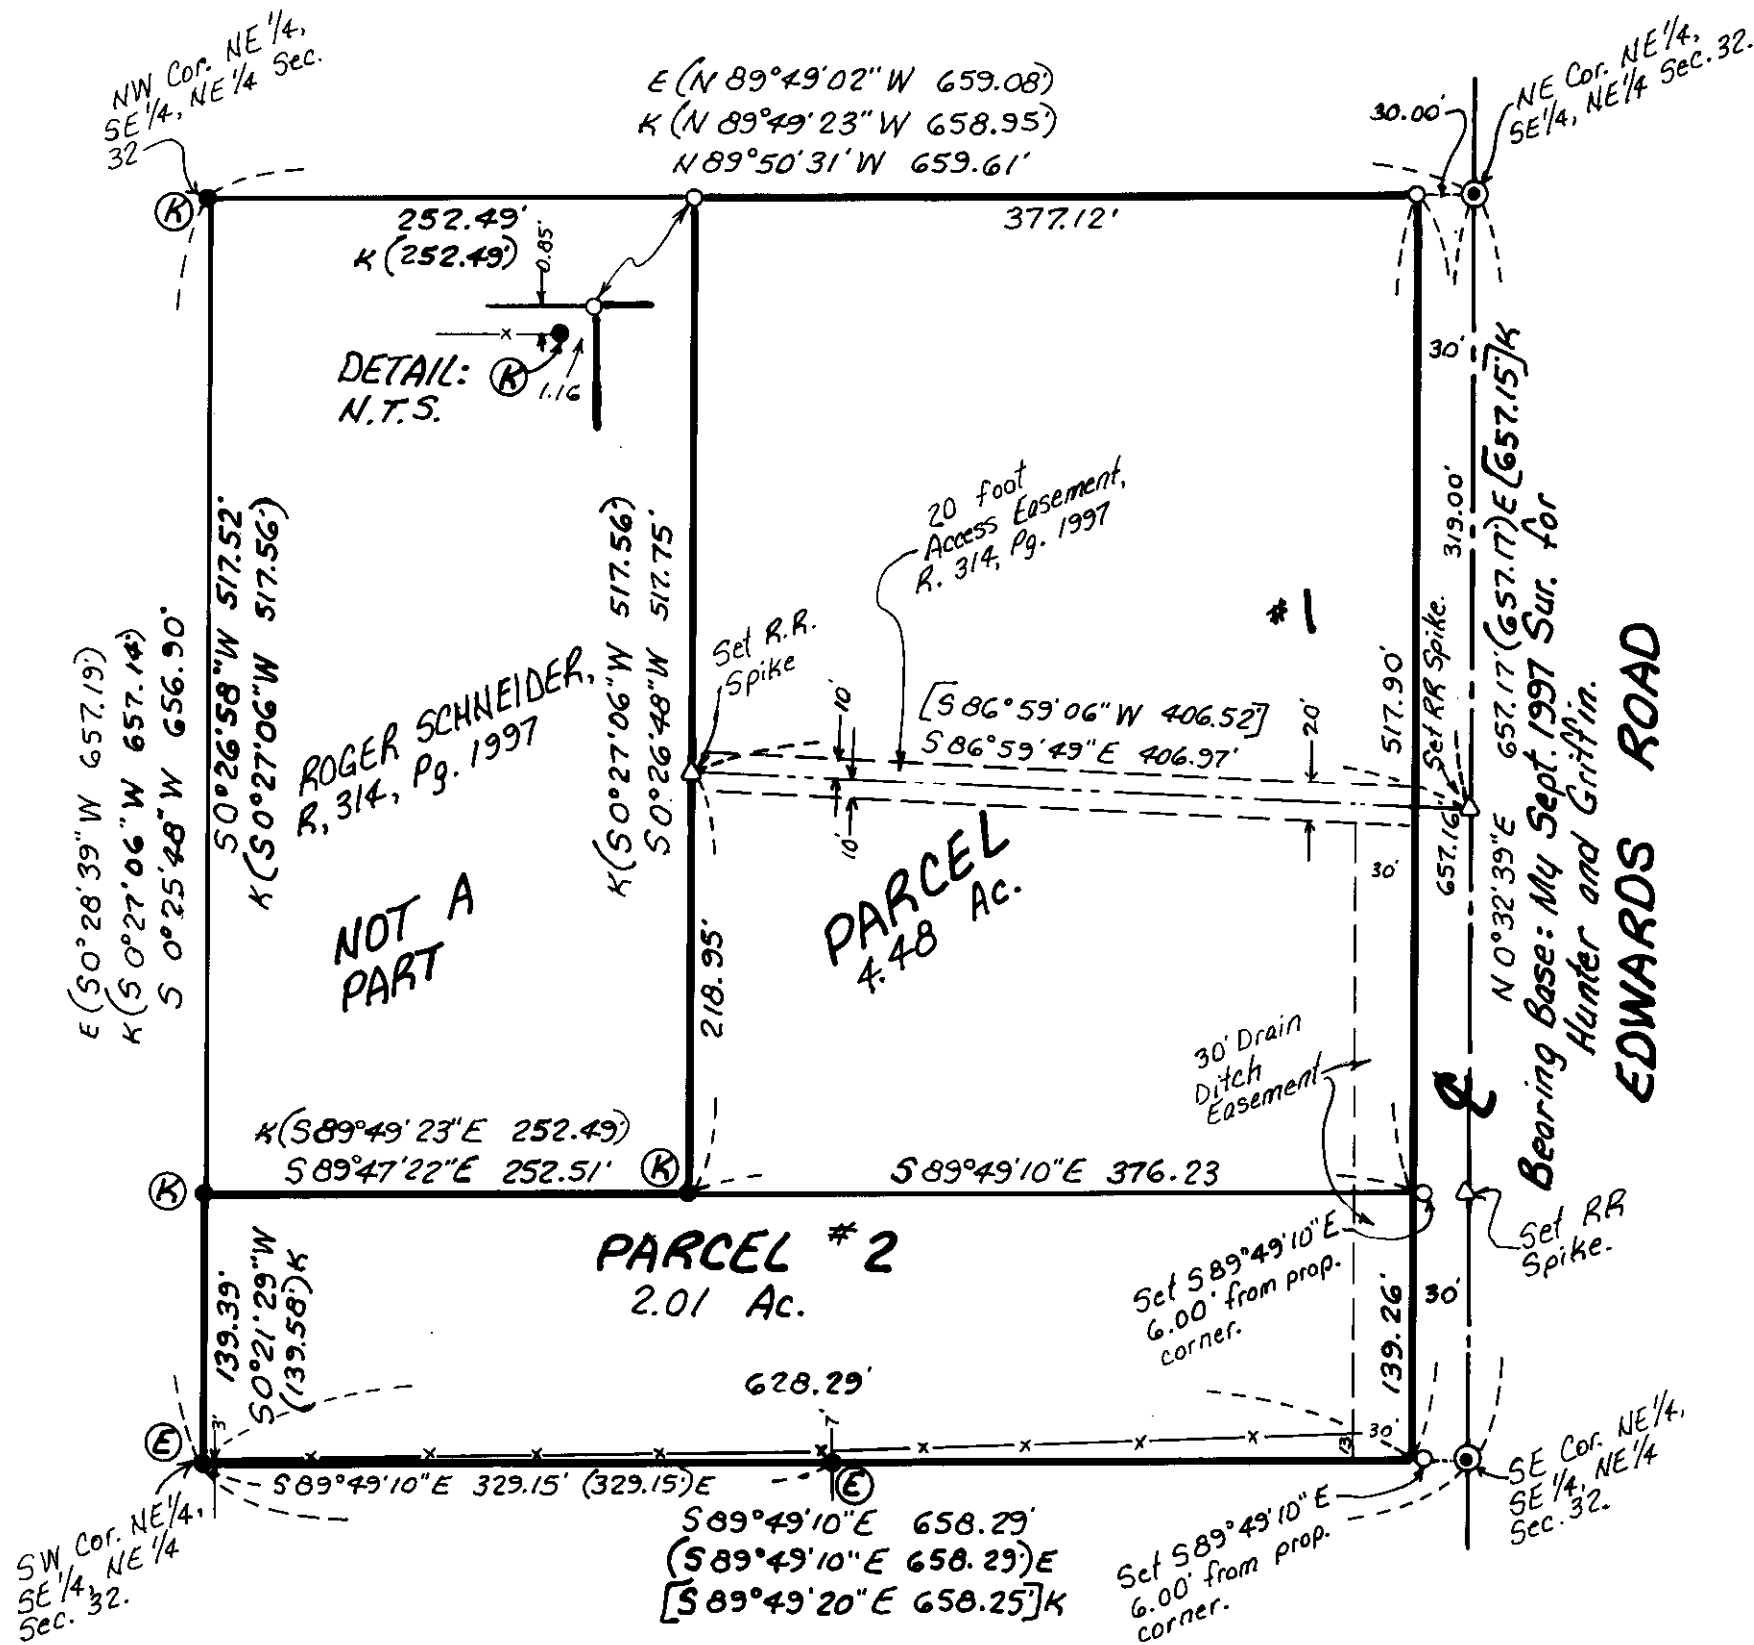 NW Cor. NE 1/4,
SE 1/4, NE 1/4 Sec.
32
E (N 89°49'02" W 659.08')
K (N 89°49'23" W 658.95')
N 89°50'31" W 659.61'
30.00'
NE Cor. NE 1/4,
SE 1/4, NE 1/4 Sec. 32.
K
252.49'
K (252.49')
377.12'
0.85'
DETAIL:
N.T.S.
K
1.16
30'
E (S 0°28'39" W 657.19')
K (S 0°27'06" W 657.14')
S 0°25'48" W 656.90'
S 0°26'58" W 517.52'
K (S 0°27'06" W 517.56')
ROGER SCHNEIDER,
R, 314, Pg. 1997
NOT A
PART
K (S 0°27'06" W 517.56')
S 0°26'48" W 517.75'
218.95'
Set R.R.
Spike
20 foot
Access Easement,
R. 314, Pg. 1997
[S 86°59'06" W 406.52]
S 86°59'49" E 406.97'
10'
10'
20'
#1
PARCEL
4.48 Ac.
30'
517.90'
319.00'
Set RR Spike.
657.16'
N 0°32'39" E 657.17' (657.17) E [657.15'] K
Bearing Base: My Sept. 1997 Sur. for
Hunter and Griffin.
EDWARDS ROAD
30' Drain
Ditch
Easement
K (S 89°49'23" E 252.49')
S 89°47'22" E 252.51'
K
K
S 89°49'10" E 376.23
PARCEL #2
2.01 Ac.
139.39'
S 0°21'29" W
(139.58') K
Set S 89°49'10" E
6.00' from prop.
corner.
139.26'
30'
Set RR
Spike.
628.29'
E
3'
7'
13'
30'
S 89°49'10" E 329.15' (329.15') E
E
SW Cor. NE 1/4,
SE 1/4, NE 1/4
Sec. 32.
S 89°49'10" E 658.29'
(S 89°49'10" E 658.29') E
[S 89°49'20" E 658.25'] K
Set S 89°49'10" E
6.00' from prop.
corner.
SE Cor. NE 1/4,
SE 1/4, NE 1/4
Sec. 32.